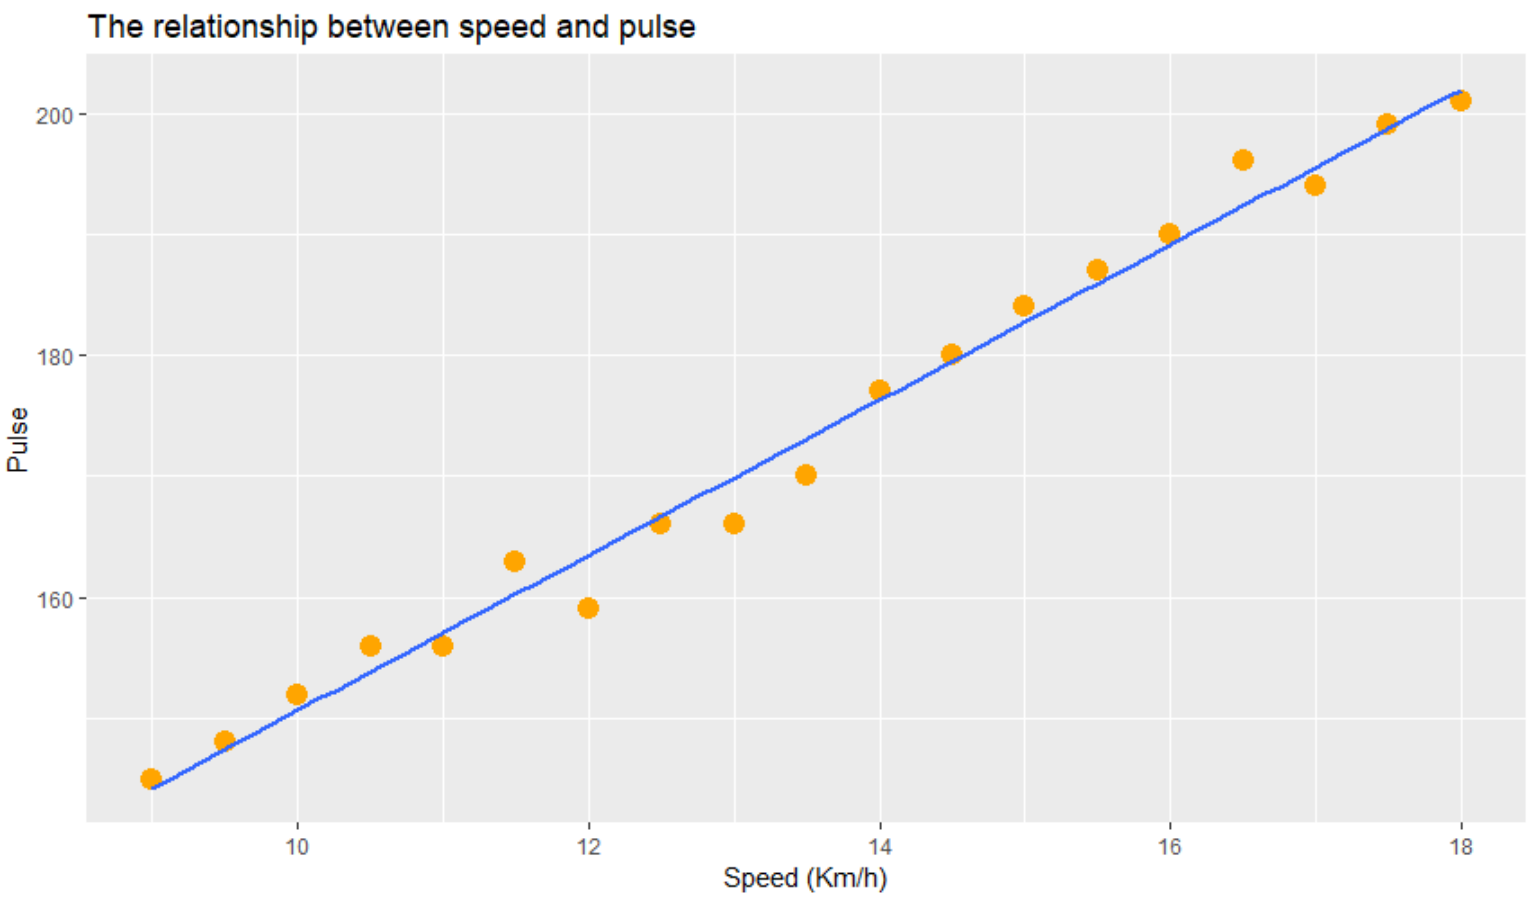 The relationship between speed and pulse
200
180
160
Pulse
10 12 14 16 18
Speed (Km/h)